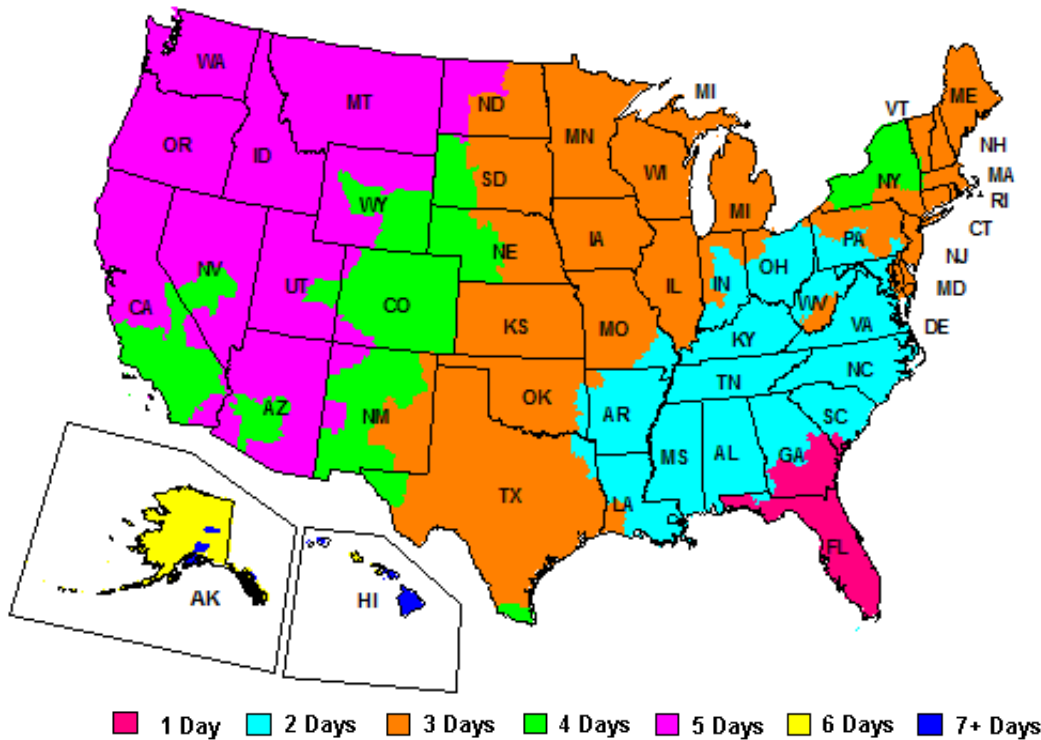 MI
WA
MT
ND
VT
ME
MN
OR
ID
NH
WI
SD
MA
NY
WY
RI
MI
CT
PA
IA
NE
NJ
OH
NV
IN
UT
IL
MD
CA
CO
WV
VA
DE
KS
MO
KY
NC
TN
AZ
OK
NM
AR
SC
GA
MS
AL
TX
LA
FL
AK
HI
1 Day
2 Days
3 Days
4 Days
5 Days
6 Days
7+ Days